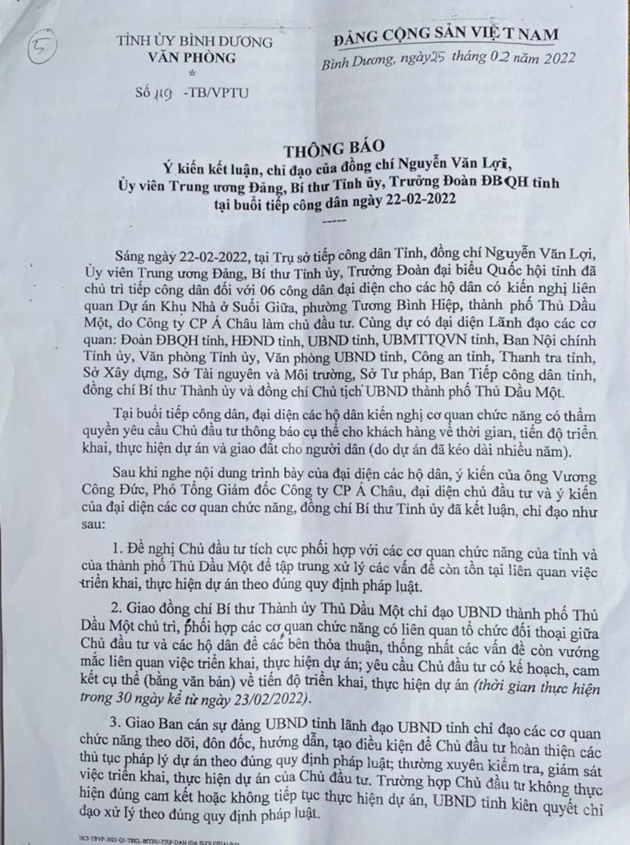 5
TỈNH ỦY BÌNH DƯƠNG
VĂN PHÒNG
*
Số 119 -TB/VPTU
ĐẢNG CỘNG SẢN VIỆT NAM
Bình Dương, ngày 25 tháng 02 năm 2022
THÔNG BÁO
Ý kiến kết luận, chỉ đạo của đồng chí Nguyễn Văn Lợi,
Ủy viên Trung ương Đảng, Bí thư Tỉnh ủy, Trưởng Đoàn ĐBQH tỉnh
tại buổi tiếp công dân ngày 22-02-2022
-----
Sáng ngày 22-02-2022, tại Trụ sở tiếp công dân Tỉnh, đồng chí Nguyễn Văn Lợi,
Ủy viên Trung ương Đảng, Bí thư Tỉnh ủy, Trưởng Đoàn đại biểu Quốc hội tỉnh đã
chủ trì tiếp công dân đối với 06 công dân đại diện cho các hộ dân có kiến nghị liên
quan Dự án Khu Nhà ở Suối Giữa, phường Tương Bình Hiệp, thành phố Thủ Dầu
Một, do Công ty CP Á Châu làm chủ đầu tư. Cùng dự có đại diện Lãnh đạo các cơ
quan: Đoàn ĐBQH tỉnh, HĐND tỉnh, UBND tỉnh, UBMTTQVN tỉnh, Ban Nội chính
Tỉnh ủy, Văn phòng Tỉnh ủy, Văn phòng UBND tỉnh, Công an tỉnh, Thanh tra tỉnh,
Sở Xây dựng, Sở Tài nguyên và Môi trường, Sở Tư pháp, Ban Tiếp công dân tỉnh,
đồng chí Bí thư Thành ủy và đồng chí Chủ tịch UBND thành phố Thủ Dầu Một.
Tại buổi tiếp công dân, đại diện các hộ dân kiến nghị cơ quan chức năng có thẩm
quyền yêu cầu Chủ đầu tư thông báo cụ thể cho khách hàng về thời gian, tiến độ triển
khai, thực hiện dự án và giao đất cho người dân (do dự án đã kéo dài nhiều năm).
Sau khi nghe nội dung trình bày của đại diện các hộ dân, ý kiến của ông Vương
Công Đức, Phó Tổng Giám đốc Công ty CP Á Châu, đại diện chủ đầu tư và ý kiến
của đại diện các cơ quan chức năng, đồng chí Bí thư Tỉnh ủy đã kết luận, chỉ đạo như
sau:
1. Đề nghị Chủ đầu tư tích cực phối hợp với các cơ quan chức năng của tỉnh và
của thành phố Thủ Dầu Một để tập trung xử lý các vấn đề còn tồn tại liên quan việc
triển khai, thực hiện dự án theo đúng quy định pháp luật.
2. Giao đồng chí Bí thư Thành ủy Thủ Dầu Một chỉ đạo UBND thành phố Thủ
Dầu Một chủ trì, phối hợp các cơ quan chức năng có liên quan tổ chức đối thoại giữa
Chủ đầu tư và các hộ dân để các bên thỏa thuận, thống nhất các vấn đề còn vướng
mắc liên quan việc triển khai, thực hiện dự án; yêu cầu Chủ đầu tư có kế hoạch, cam
kết cụ thể (bằng văn bản) về tiến độ triển khai, thực hiện dự án (thời gian thực hiện
trong 30 ngày kể từ ngày 23/02/2022).
3. Giao Ban cán sự đảng UBND tỉnh lãnh đạo UBND tỉnh chỉ đạo các cơ quan
chức năng theo dõi, đôn đốc, hướng dẫn, tạo điều kiện để Chủ đầu tư hoàn thiện các
thủ tục pháp lý dự án theo đúng quy định pháp luật; thường xuyên kiểm tra, giám sát
việc triển khai, thực hiện dự án của Chủ đầu tư. Trường hợp Chủ đầu tư không thực
hiện đúng cam kết hoặc không tiếp tục thực hiện dự án, UBND tỉnh kiên quyết chỉ
đạo xử lý theo đúng quy định pháp luật.